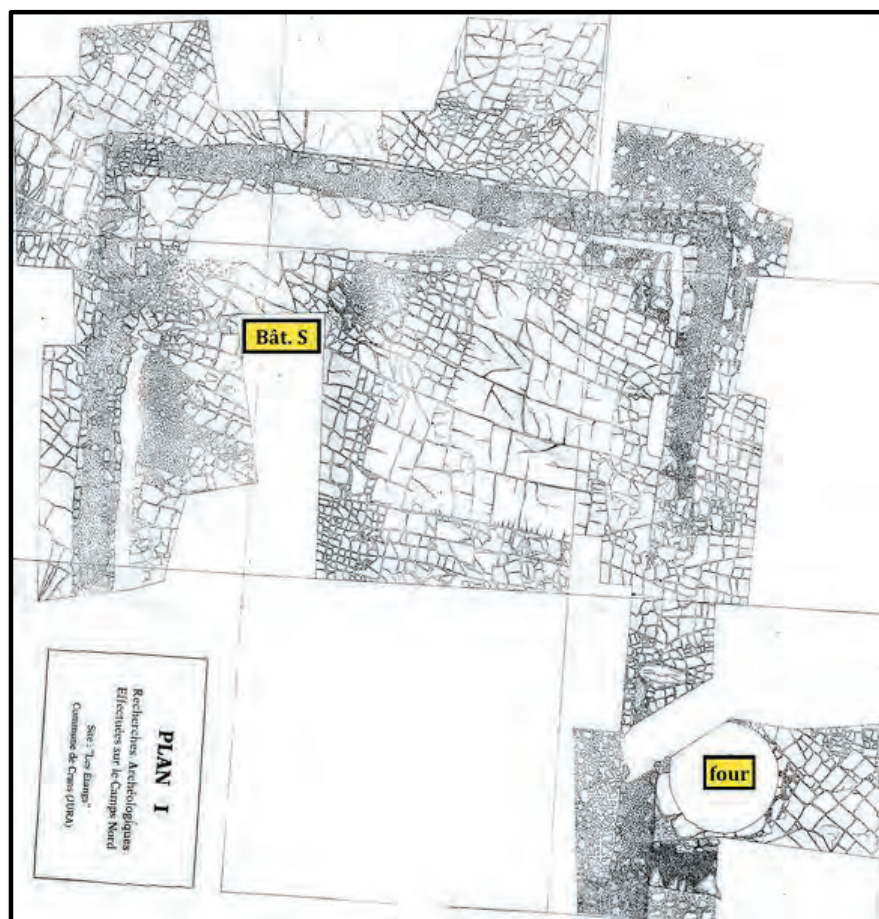 Bât. S
four
PLAN I
Recherches Archéologiques
Effectuées sur le Camps Nord
Site : "Les Etangs"
Commune de Crans (JURA)